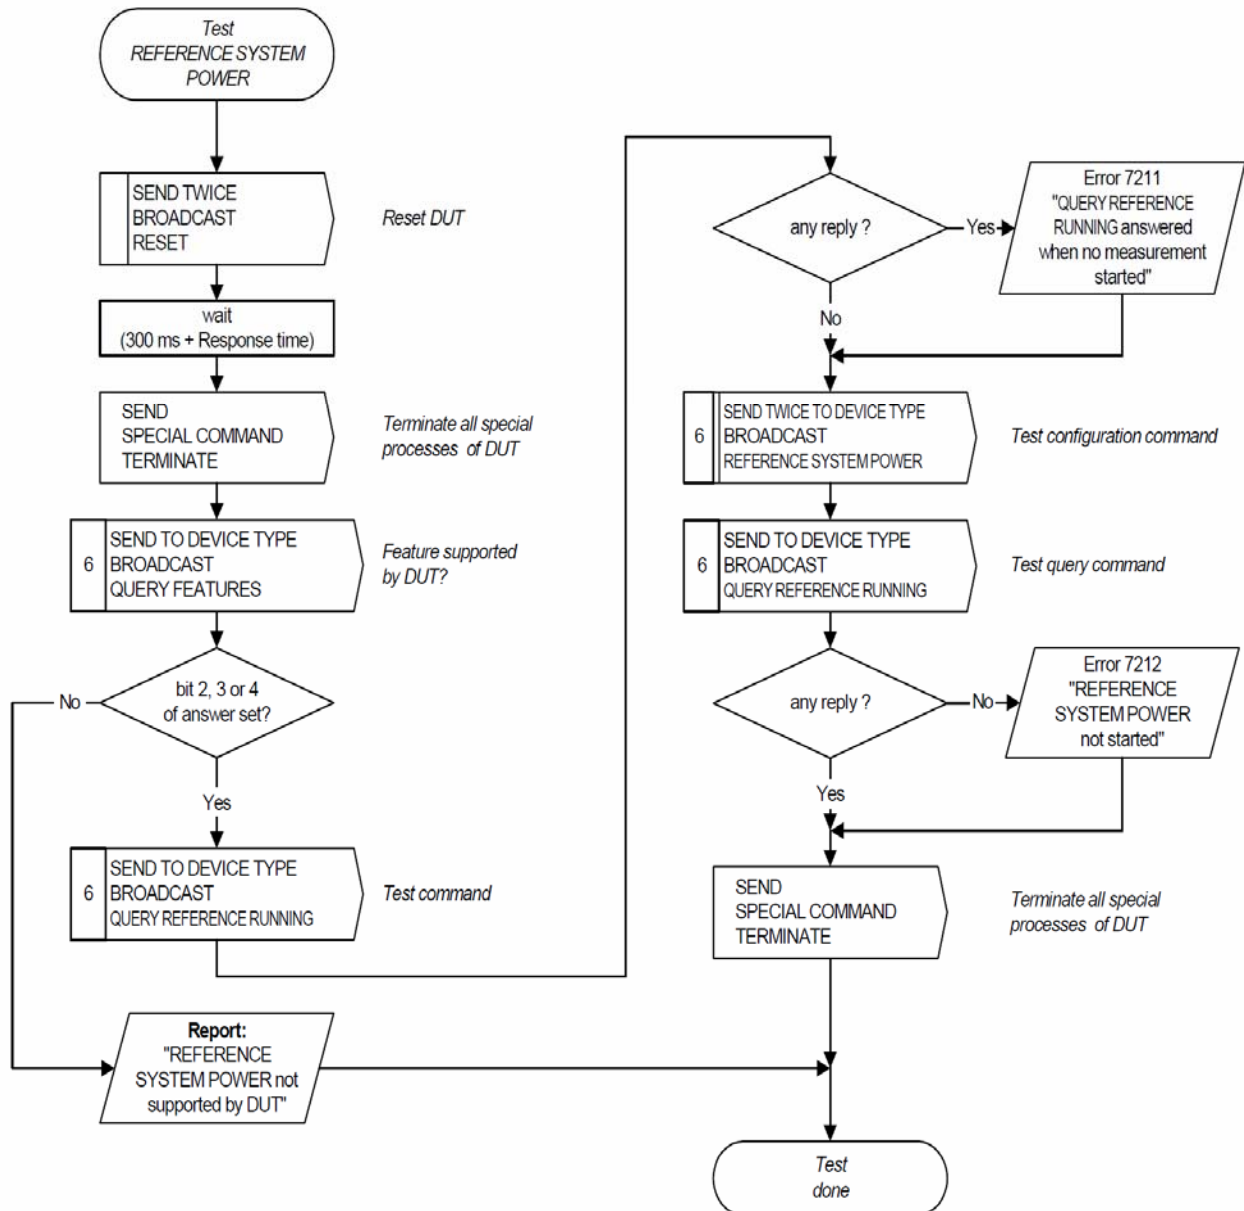 Test
REFERENCE SYSTEM
POWER
SEND TWICE
BROADCAST
RESET
Reset DUT
wait
(300 ms + Response time)
SEND
SPECIAL COMMAND
TERMINATE
Terminate all special
processes of DUT
6
SEND TO DEVICE TYPE
BROADCAST
QUERY FEATURES
Feature supported
by DUT?
No
bit 2, 3 or 4
of answer set?
Yes
6
SEND TO DEVICE TYPE
BROADCAST
QUERY REFERENCE RUNNING
Test command
Report:
"REFERENCE
SYSTEM POWER not
supported by DUT"
any reply ?
Yes
Error 7211
"QUERY REFERENCE
RUNNING answered
when no measurement
started"
No
6
SEND TWICE TO DEVICE TYPE
BROADCAST
REFERENCE SYSTEM POWER
Test configuration command
6
SEND TO DEVICE TYPE
BROADCAST
QUERY REFERENCE RUNNING
Test query command
any reply ?
No
Error 7212
"REFERENCE
SYSTEM POWER
not started"
Yes
SEND
SPECIAL COMMAND
TERMINATE
Terminate all special
processes of DUT
Test
done